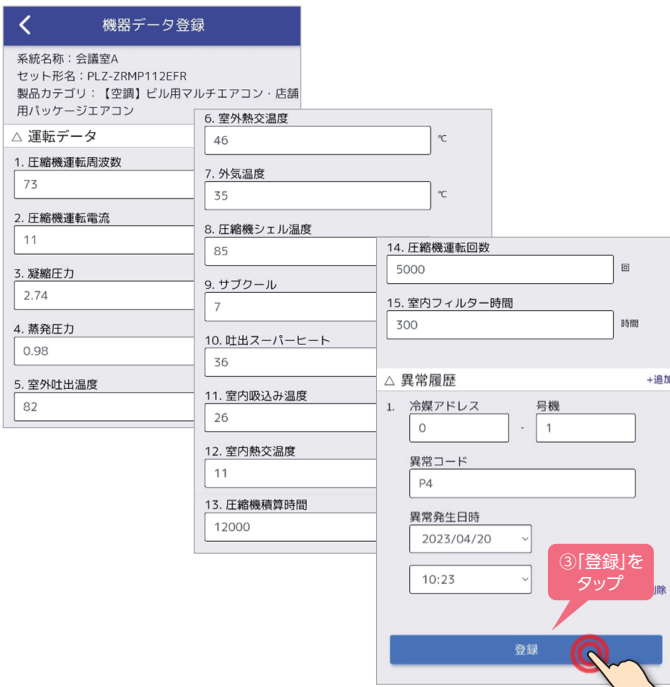 機器データ登録
系統名称：会議室A
セット形名：PLZ-ZRMP112EFR
製品カテゴリ：【空調】ビル用マルチエアコン・店舗
用パッケージエアコン
△ 運転データ
1. 圧縮機運転周波数
73
2. 圧縮機運転電流
11
3. 凝縮圧力
2.74
4. 蒸発圧力
0.98
5. 室外吐出温度
82
6. 室外熱交温度
46 ℃
7. 外気温度
35 ℃
8. 圧縮機シェル温度
85
9. サブクール
7
10. 吐出スーパーヒート
36
11. 室内吸込み温度
26
12. 室内熱交温度
11
13. 圧縮機積算時間
12000
14. 圧縮機運転回数
5000 回
15. 室内フィルター時間
300 時間
△ 異常履歴 +追加
1. 冷媒アドレス 号機
0 - 1
異常コード
P4
異常発生日時
2023/04/20
10:23
③「登録」を
タップ
除
登録